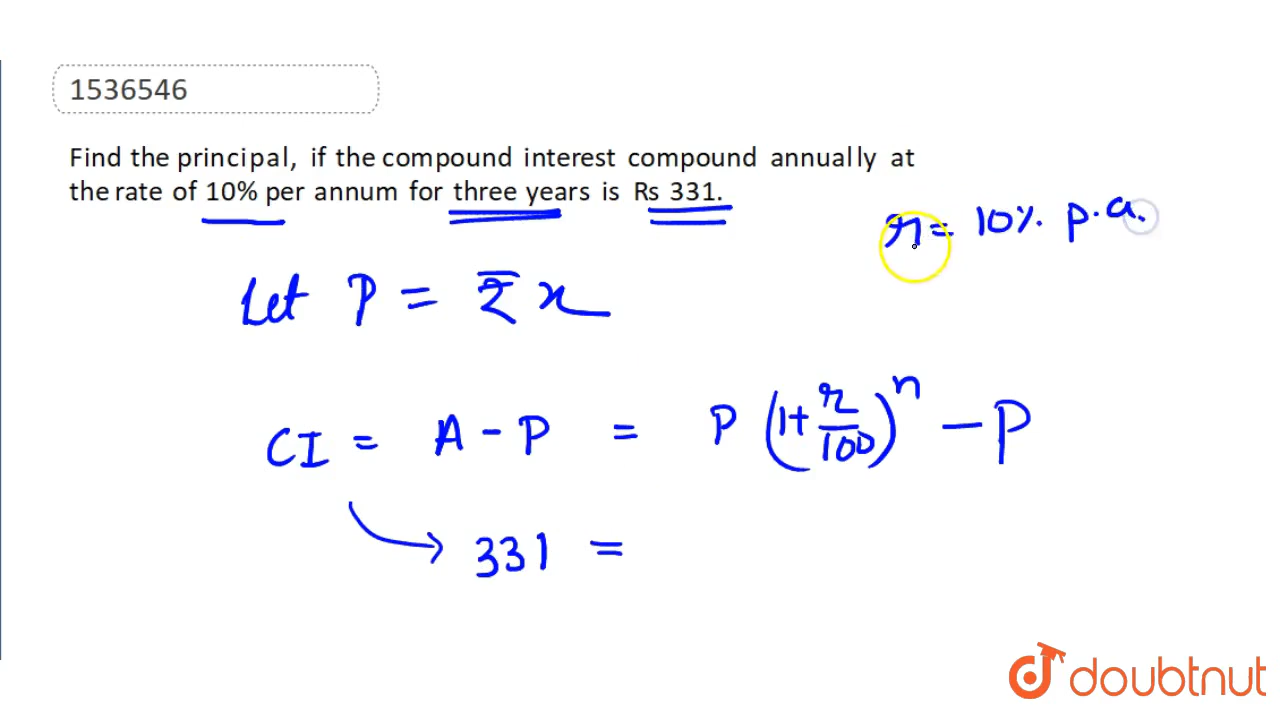 1536546
Find the principal, if the compound interest compound annually at
the rate of 10% per annum for three years is Rs 331.
r = 10% p.a.
Let P = ₹ x
CI = A - P = P (1 + r/100)^n - P
331 =
doubtnut